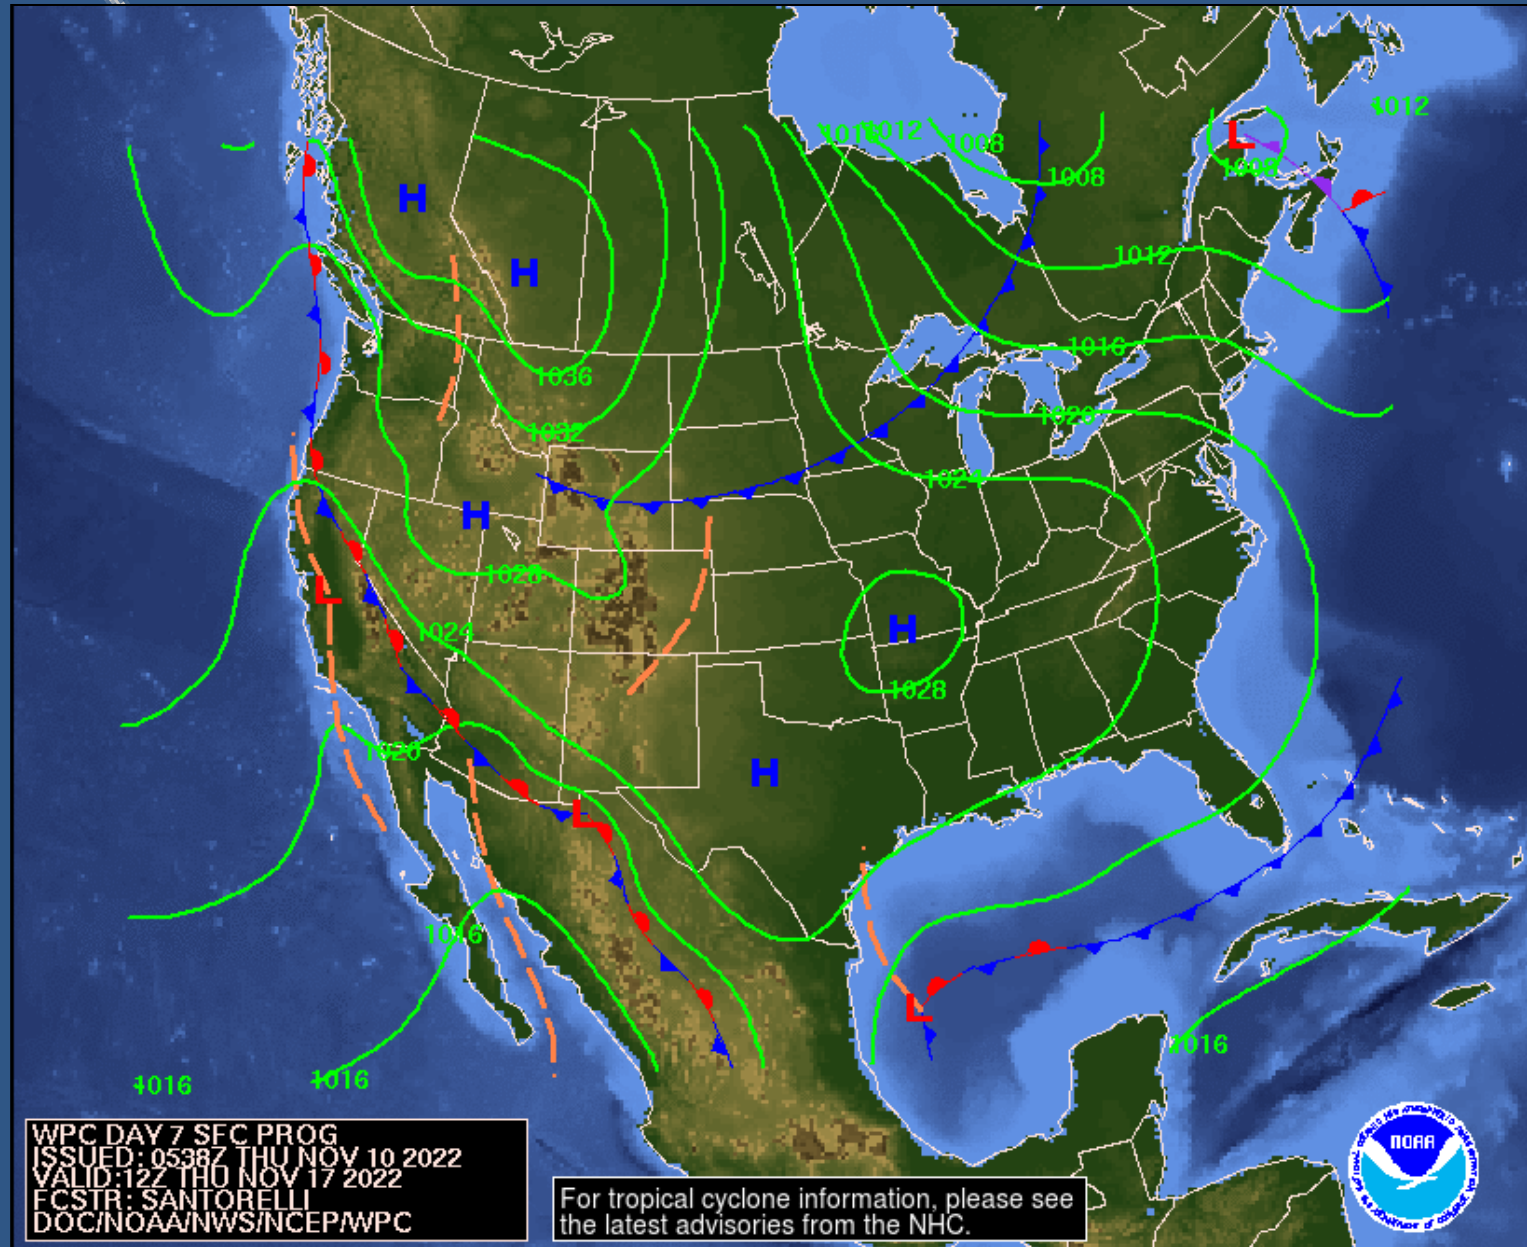 1012
1016 1012
1008
1008
1008
H
L
H
1012
1016
1036
1020
1032
1024
H
1028
L
1024
H
1028
1020
H
L
1016
L
1016
1016
1016
WPC DAY 7 SFC PROG
ISSUED: 0538Z THU NOV 10 2022
VALID:12Z THU NOV 17 2022
FCSTR: SANTORELLI
DOC/NOAA/NWS/NCEP/WPC
For tropical cyclone information, please see
the latest advisories from the NHC.
NOAA